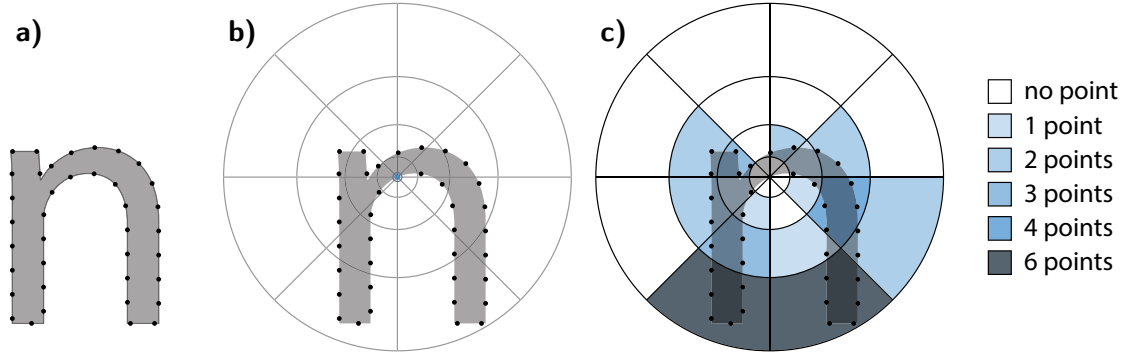 a)
b)
c)
no point
1 point
2 points
3 points
4 points
6 points